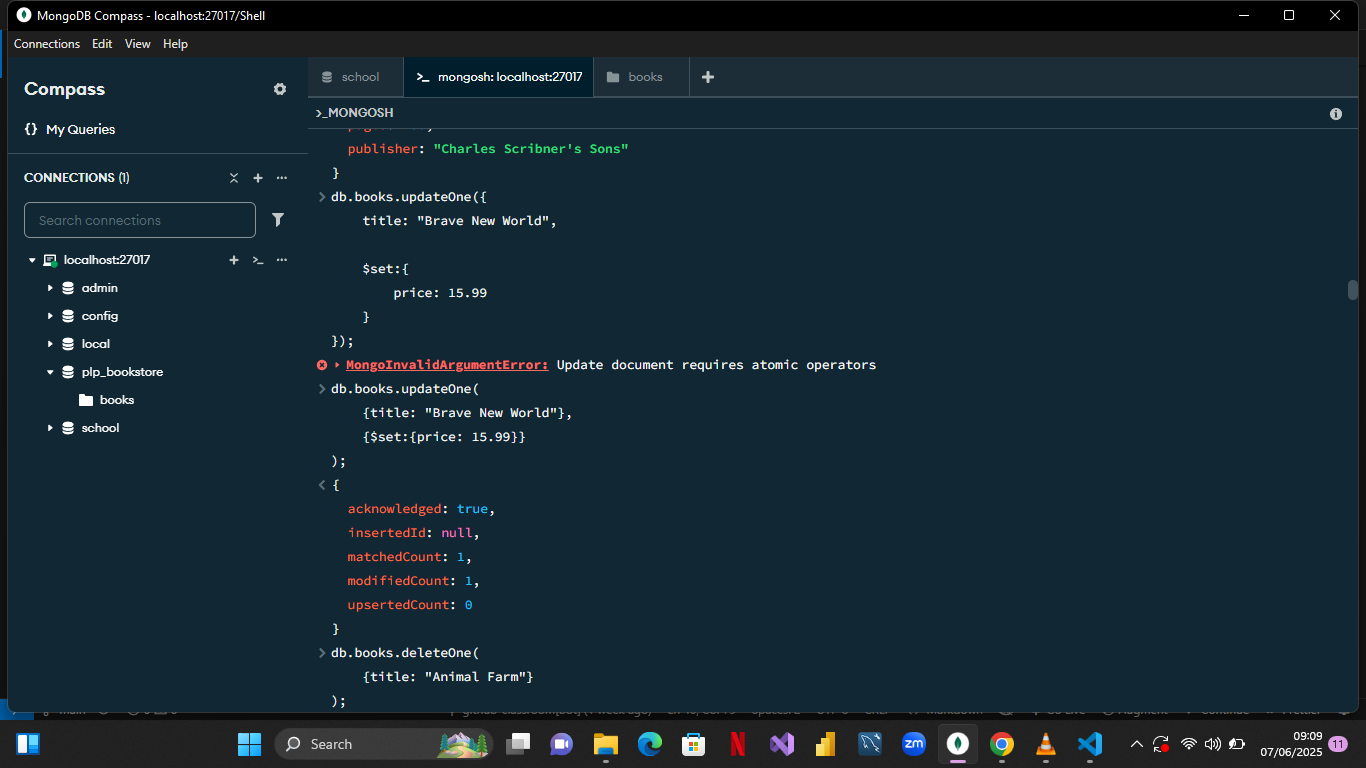 MongoDB Compass - localhost:27017/Shell
Connections Edit View Help
Compass
{} My Queries
CONNECTIONS (1)
Search connections
localhost:27017
admin
config
local
plp_bookstore
books
school
school
>_ mongosh: localhost:27017
books
>_MONGOSH
publisher: "Charles Scribner's Sons"
}
db.books.updateOne({
title: "Brave New World",
$set:{
price: 15.99
}
});
MongoInvalidArgumentError: Update document requires atomic operators
db.books.updateOne(
{title: "Brave New World"},
{$set:{price: 15.99}}
);
{
acknowledged: true,
insertedId: null,
matchedCount: 1,
modifiedCount: 1,
upsertedCount: 0
}
db.books.deleteOne(
{title: "Animal Farm"}
);
Search
zm
09:09
07/06/2025
11